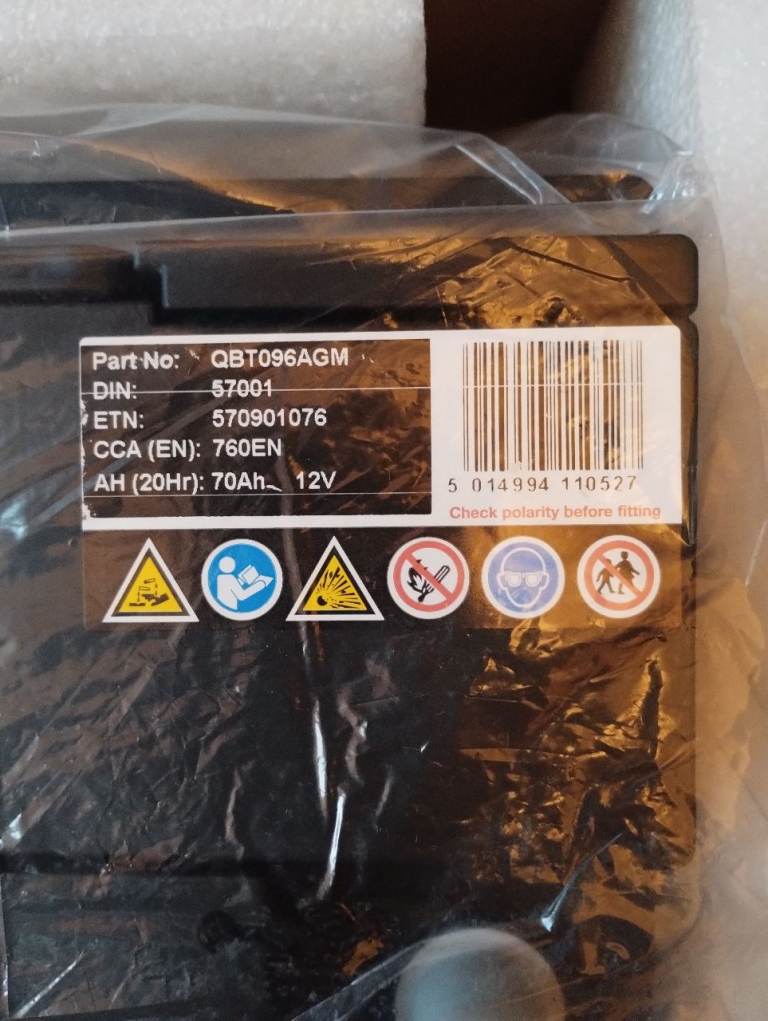 Part No: QBT096AGM
DIN: 57001
ETN: 570901076
CCA (EN): 760EN
AH (20Hr): 70Ah 12V
5 014994 110527
Check polarity before fitting